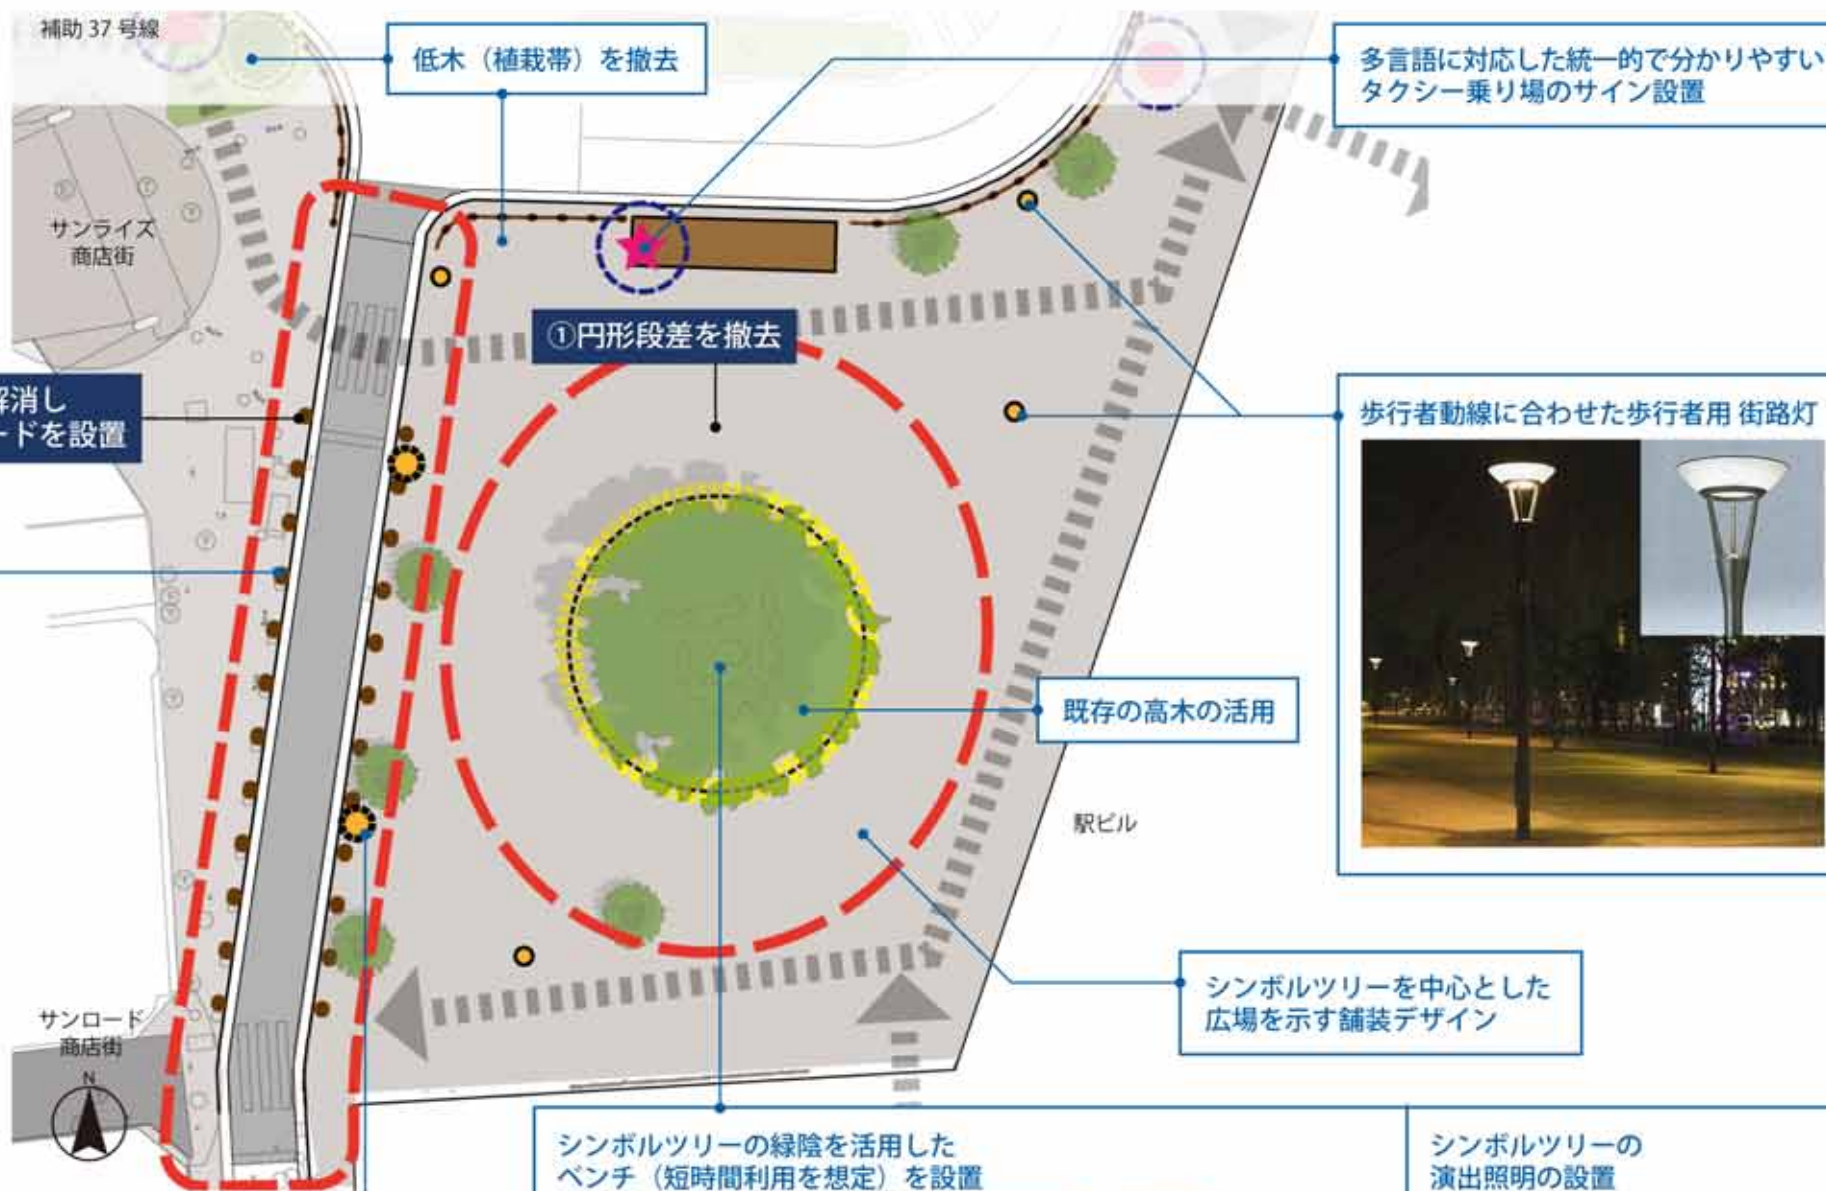 補助 37 号線
低木（植栽帯）を撤去
多言語に対応した統一的で分かりやすい
タクシー乗り場のサイン設置
サンライズ
商店街
①円形段差を撤去
解消し
ードを設置
歩行者動線に合わせた歩行者用 街路灯
既存の高木の活用
駅ビル
シンボルツリーを中心とした
広場を示す舗装デザイン
サンロード
商店街
N
シンボルツリーの緑陰を活用した
ベンチ（短時間利用を想定）を設置
シンボルツリーの
演出照明の設置